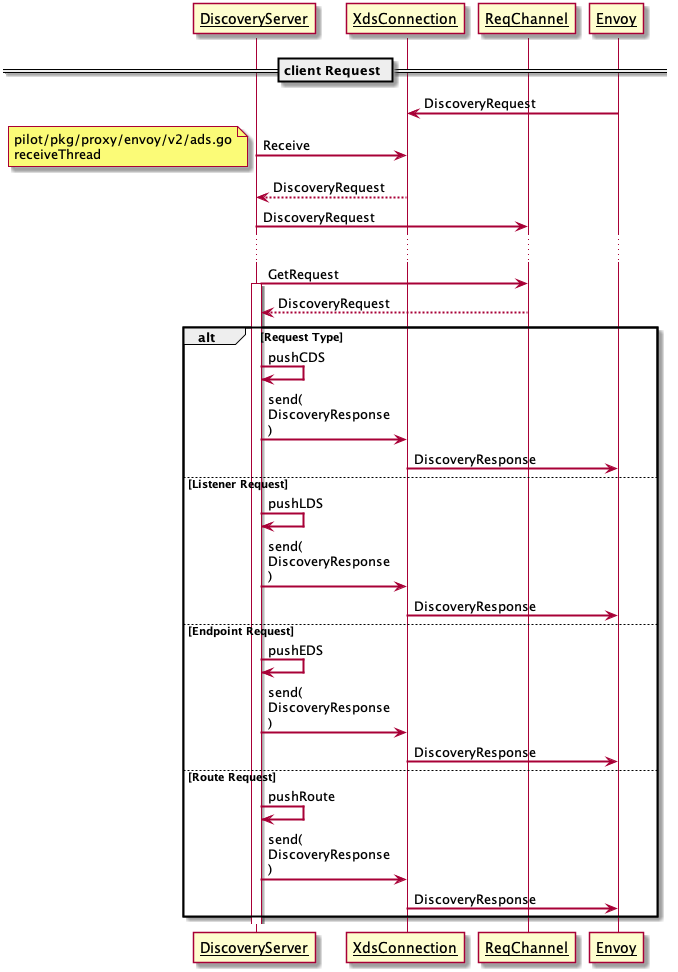 DiscoveryServer
XdsConnection
ReqChannel
Envoy
client Request
DiscoveryRequest
pilot/pkg/proxy/envoy/v2/ads.go
receiveThread
Receive
DiscoveryRequest
DiscoveryRequest
GetRequest
DiscoveryRequest
alt
[Request Type]
pushCDS
send(
DiscoveryResponse
)
DiscoveryResponse
[Listener Request]
pushLDS
send(
DiscoveryResponse
)
DiscoveryResponse
[Endpoint Request]
pushEDS
send(
DiscoveryResponse
)
DiscoveryResponse
[Route Request]
pushRoute
send(
DiscoveryResponse
)
DiscoveryResponse
DiscoveryServer
XdsConnection
ReqChannel
Envoy